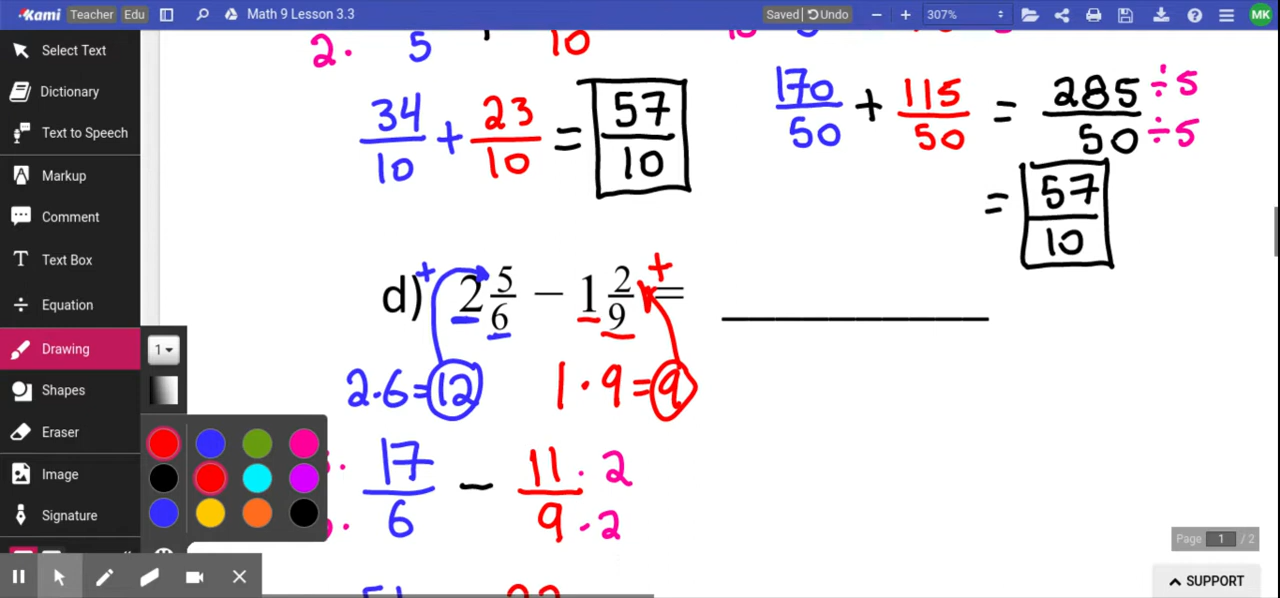 Kami Teacher Edu Math 9 Lesson 3.3 Saved Undo 307% MK
Select Text
Dictionary
Text to Speech
Markup
Comment
Text Box
Equation
Drawing
1
Shapes
Eraser
Image
Signature
2. 5 10
34/10 + 23/10 = 57/10
170/50 + 115/50 = 285/50 ÷5 ÷5
= 57/10
d) + 2 5/6 − 1 2/9 + =
2·6=12 1·9=9
17/6 − 11/9 ·2 ·2
51 22
Page 1 / 2
SUPPORT